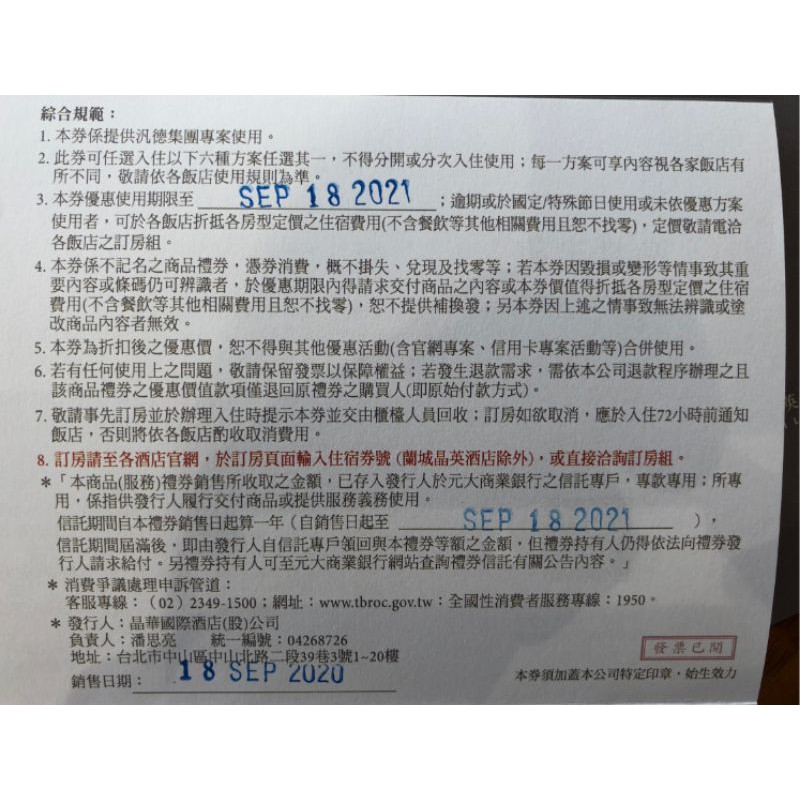 綜合規範：
1. 本券係提供汎德集團專案使用。
2. 此券可任選入住以下六種方案任選其一，不得分開或分次入住使用；每一方案可享內容視各家飯店有
所不同，敬請依各飯店使用規則為準。
3. 本券優惠使用期限至 SEP 18 2021 ；逾期或於國定/特殊節日使用或未依優惠方案
使用者，可於各飯店折抵各房型定價之住宿費用(不含餐飲等其他相關費用且恕不找零)，定價敬請電洽
各飯店之訂房組。
4. 本券係不記名之商品禮券，憑券消費，概不掛失、兌現及找零等；若本券因毀損或變形等情事致其重
要內容或條碼仍可辨識者，於優惠期限內得請求交付商品之內容或本券價值得折抵各房型定價之住宿
費用(不含餐飲等其他相關費用且恕不找零)，恕不提供補換發；另本券因上述之情事致無法辨識或塗
改商品內容者無效。
5. 本券為折扣後之優惠價，恕不得與其他優惠活動(含官網專案、信用卡專案活動等)合併使用。
6. 若有任何使用上之問題，敬請保留發票以保障權益；若發生退款需求，需依本公司退款程序辦理之且
該商品禮券之優惠價值款項僅退回原禮券之購買人(即原始付款方式)。
7. 敬請事先訂房並於辦理入住時提示本券並交由櫃檯人員回收；訂房如欲取消，應於入住72小時前通知
飯店，否則將依各飯店酌收取消費用。
8. 訂房請至各酒店官網，於訂房頁面輸入住宿券號 (蘭城晶英酒店除外)，或直接洽詢訂房組。
＊「本商品(服務)禮券銷售所收取之金額，已存入發行人於元大商業銀行之信託專戶，專款專用；所專
用，係指供發行人履行交付商品或提供服務義務使用。
信託期間自本禮券銷售日起算一年（自銷售日起至 SEP 18 2021 ），
信託期間屆滿後，即由發行人自信託專戶領回與本禮券等額之金額，但禮券持有人仍得依法向禮券發
行人請求給付。另禮券持有人可至元大商業銀行網站查詢禮券信託有關公告內容。」
＊ 消費爭議處理申訴管道：
客服專線：（02）2349-1500；網址：www.tbroc.gov.tw：全國性消費者服務專線：1950。
＊ 發行人：晶華國際酒店(股)公司
負責人：潘思亮 統一編號：04268726
地址：台北市中山區中山北路二段39巷3號1~20樓
銷售日期： 18 SEP 2020
發票已開
本券須加蓋本公司特定印章，始生效力